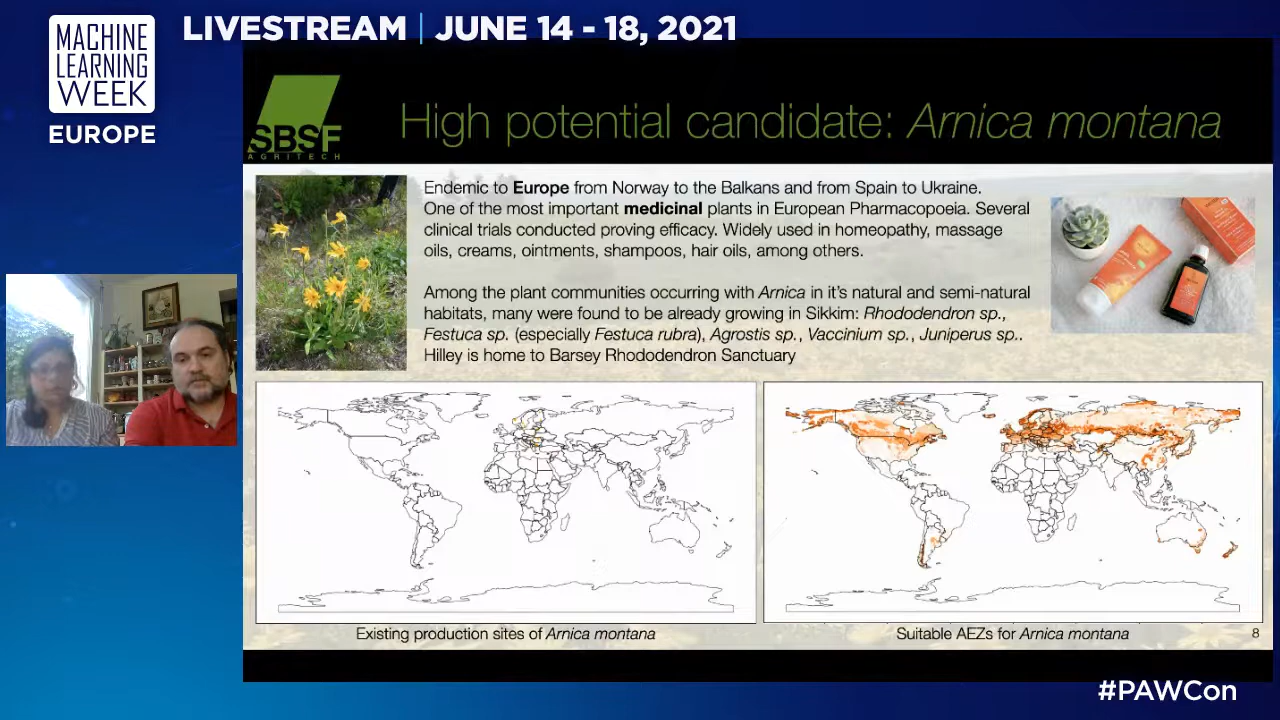 LIVESTREAM | JUNE 14 - 18, 2021
MACHINE
LEARNING
WEEK
EUROPE
SBSF
AGRITECH
High potential candidate: Arnica montana
Endemic to Europe from Norway to the Balkans and from Spain to Ukraine.
One of the most important medicinal plants in European Pharmacopoeia. Several
clinical trials conducted proving efficacy. Widely used in homeopathy, massage
oils, creams, ointments, shampoos, hair oils, among others.
Among the plant communities occurring with Arnica in it's natural and semi-natural
habitats, many were found to be already growing in Sikkim: Rhododendron sp.,
Festuca sp. (especially Festuca rubra), Agrostis sp., Vaccinium sp., Juniperus sp..
Hilley is home to Barsey Rhododendron Sanctuary
Existing production sites of Arnica montana
Suitable AEZs for Arnica montana
8
#PAWCon